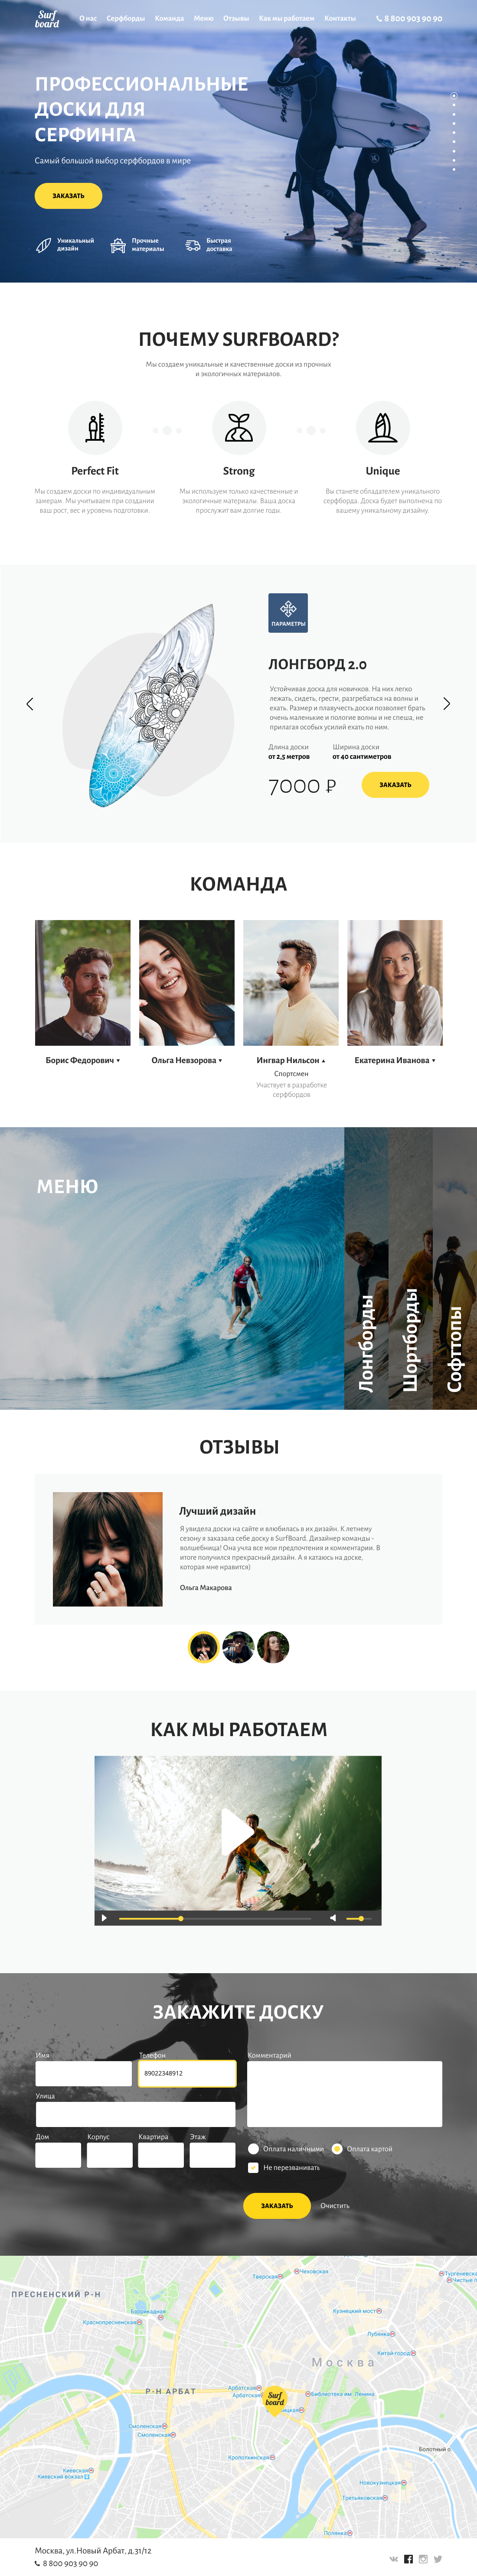 Surf
board
О нас Серфборды Команда Меню Отзывы Как мы работаем Контакты
8 800 903 90 90
ПРОФЕССИОНАЛЬНЫЕ
ДОСКИ ДЛЯ
СЕРФИНГА
Самый большой выбор серфбордов в мире
ЗАКАЗАТЬ
Уникальный
дизайн
Прочные
материалы
Быстрая
доставка
ПОЧЕМУ SURFBOARD?
Мы создаем уникальные и качественные доски из прочных
и экологичных материалов.
Perfect Fit
Мы создаем доски по индивидуальным
замерам. Мы учитываем при создании
ваш рост, вес и уровень подготовки
Strong
Мы используем только качественные и
экологичные материалы. Ваша доска
прослужит вам долгие годы.
Unique
Вы станете обладателем уникального
серфборда. Доска будет выполнена по
вашему уникальному дизайну.
ПАРАМЕТРЫ
ЛОНГБОРД 2.0
Устойчивая доска для новичков. На них легко
лежать, сидеть, грести, разгребаться на волны и
ехать. Размер и плавучесть доски позволяет брать
очень маленькие и пологие волны и не спеша, не
прилагая особых усилий ехать по ним.
Длина доски
от 2,5 метров
Ширина доски
от 40 сантиметров
7000 ₽
ЗАКАЗАТЬ
КОМАНДА
Борис Федорович
Ольга Невзорова
Ингвар Нильсон
Спортсмен
Участвует в разработке
серфбордов
Екатерина Иванова
МЕНЮ
Лонгборды
Шортборды
Софттопы
ОТЗЫВЫ
Лучший дизайн
Я увидела доски на сайте и влюбилась в их дизайн. К летнему
сезону я заказала себе доску в SurfBoard. Дизайнер команды -
волшебница! Она учла все мои предпочтения и комментарии. В
итоге получился прекрасный дизайн. А я катаюсь на доске,
которая мне нравится)
Ольга Макарова
КАК МЫ РАБОТАЕМ
ЗАКАЖИТЕ ДОСКУ
Имя
Телефон
89022348912
Улица
Дом
Корпус
Квартира
Этаж
Комментарий
Оплата наличными
Оплата картой
Не перезванивать
ЗАКАЗАТЬ
Очистить
Чеховская
Тверская
ПРЕСНЕНСКИЙ Р-Н
Баррикадная
Краснопресненская
Кузнецкий мост
Лубянка
Китай-город
Москва
Р-Н АРБАТ
Арбатская
Арбатская
Surf
board
Библиотека им. Ленина
Смоленская
Смоленская
Болотный о.
Кропоткинская
Киевская
Киевский вокзал
Новокузнецкая
Третьяковская
Полянка
Москва, ул.Новый Арбат, д.31/12
8 800 903 90 90